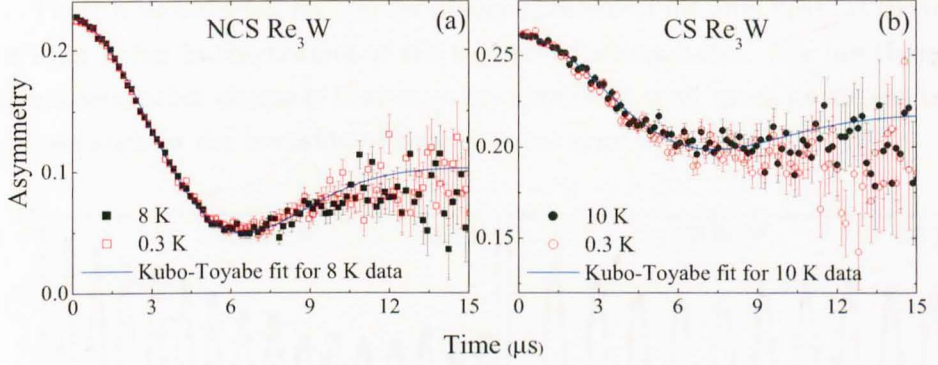 (a)
NCS Re₃W
0.2
0.1
0.0
Asymmetry
8 K
0.3 K
Kubo-Toyabe fit for 8 K data
0 3 6 9 12 15
(b)
CS Re₃W
0.25
0.20
0.15
10 K
0.3 K
Kubo-Toyabe fit for 10 K data
0 3 6 9 12 15
Time (μs)